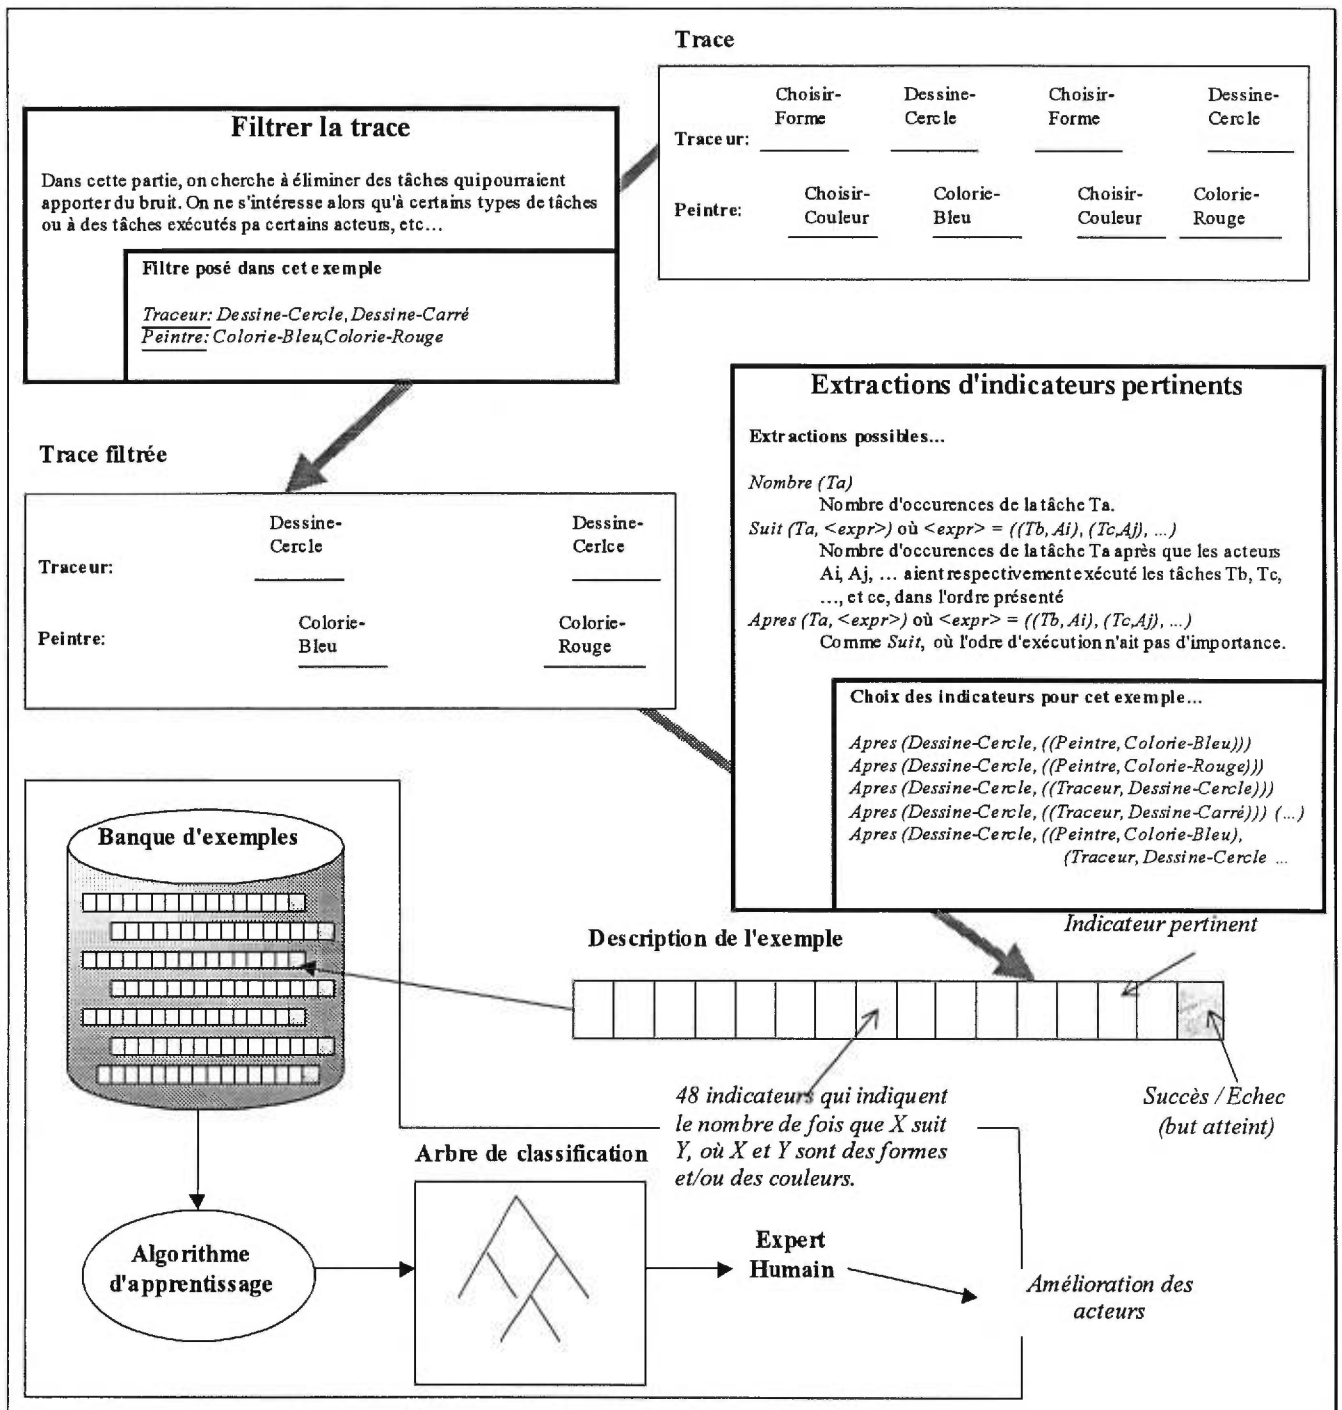 Trace
Choisir-
Forme
Dessine-
Cercle
Choisir-
Forme
Dessine-
Cercle
Traceur:
Choisir-
Couleur
Colorie-
Bleu
Choisir-
Couleur
Colorie-
Rouge
Peintre:
Filtrer la trace
Dans cette partie, on cherche à éliminer des tâches qui pourraient
apporter du bruit. On ne s'intéresse alors qu'à certains types de tâches
ou à des tâches exécutés pa certains acteurs, etc...
Filtre posé dans cet exemple
Traceur: Dessine-Cercle, Dessine-Carré
Peintre: Colorie-Bleu, Colorie-Rouge
Trace filtrée
Dessine-
Cercle
Dessine-
Cerlce
Traceur:
Colorie-
Bleu
Colorie-
Rouge
Peintre:
Extractions d'indicateurs pertinents
Extractions possibles...
Nombre (Ta)
Nombre d'occurences de la tâche Ta.
Suit (Ta, <expr>) où <expr> = ((Tb, Ai), (Tc,Aj), ...)
Nombre d'occurences de la tâche Ta après que les acteurs
Ai, Aj, ... aient respectivement exécuté les tâches Tb, Tc,
..., et ce, dans l'ordre présenté
Apres (Ta, <expr>) où <expr> = ((Tb, Ai), (Tc,Aj), ...)
Comme Suit, où l'odre d'exécution n'ait pas d'importance.
Choix des indicateurs pour cet exemple...
Apres (Dessine-Cercle, ((Peintre, Colorie-Bleu)))
Apres (Dessine-Cercle, ((Peintre, Colorie-Rouge)))
Apres (Dessine-Cercle, ((Traceur, Dessine-Cercle)))
Apres (Dessine-Cercle, ((Traceur, Dessine-Carré))) (...)
Apres (Dessine-Cercle, ((Peintre, Colorie-Bleu),
(Traceur, Dessine-Cercle ...
Banque d'exemples
Description de l'exemple
Indicateur pertinent
48 indicateurs qui indiquent
le nombre de fois que X suit
Y, où X et Y sont des formes
et/ou des couleurs.
Succès / Echec
(but atteint)
Arbre de classification
Algorithme
d'apprentissage
Expert
Humain
Amélioration des
acteurs